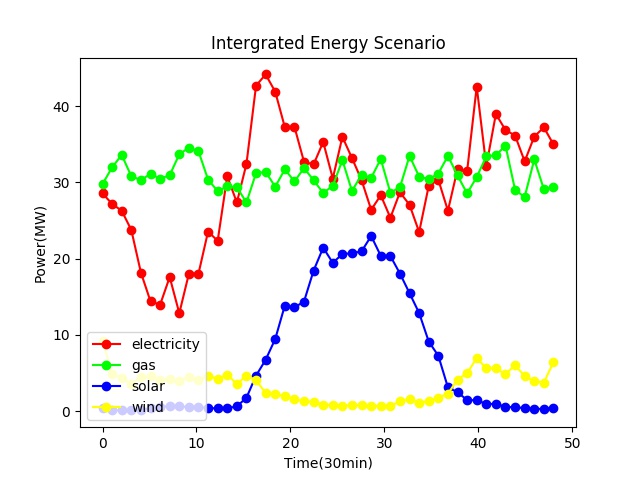 Intergrated Energy Scenario
Power(MW)
40
30
20
10
0
electricity
gas
solar
wind
0 10 20 30 40 50
Time(30min)